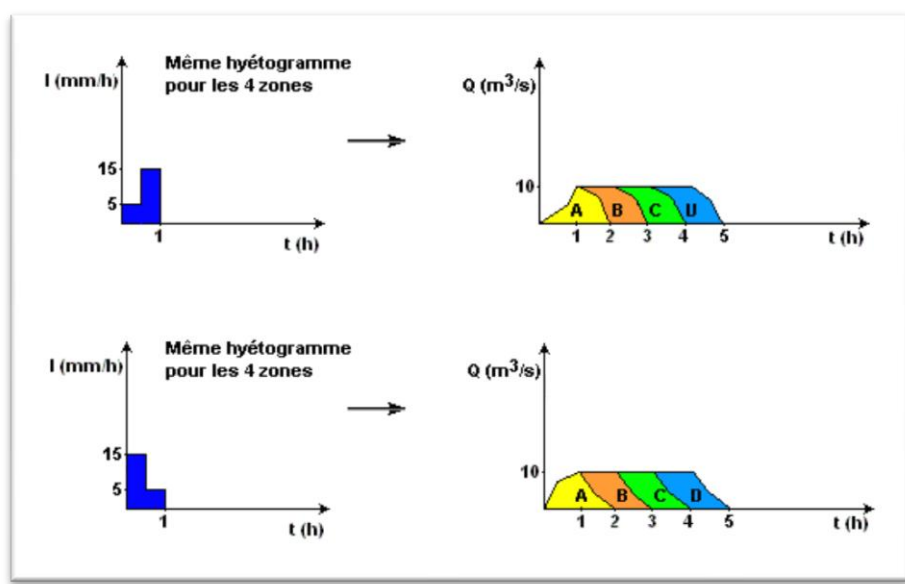 Même hyétogramme
pour les 4 zones
I (mm/h)
15
5
1
t (h)
Q (m³/s)
10
A B C D
1 2 3 4 5
t (h)
Même hyétogramme
pour les 4 zones
I (mm/h)
15
5
1
t (h)
Q (m³/s)
10
A B C D
1 2 3 4 5
t (h)